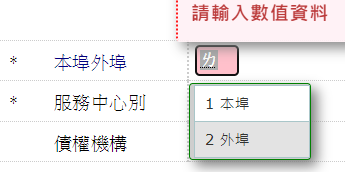 請輸入數值資料
* 本埠外埠 ㄌ
* 服務中心別
1 本埠
債權機構
2 外埠